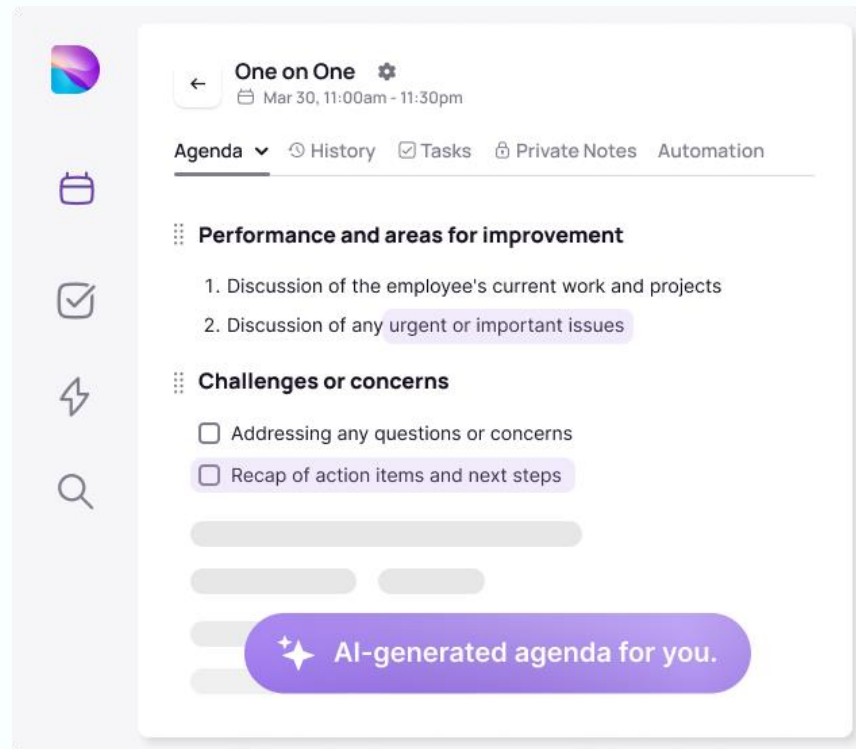 One on One
Mar 30, 11:00am - 11:30pm
Agenda History Tasks Private Notes Automation
Performance and areas for improvement
1. Discussion of the employee's current work and projects
2. Discussion of any urgent or important issues
Challenges or concerns
Addressing any questions or concerns
Recap of action items and next steps
AI-generated agenda for you.